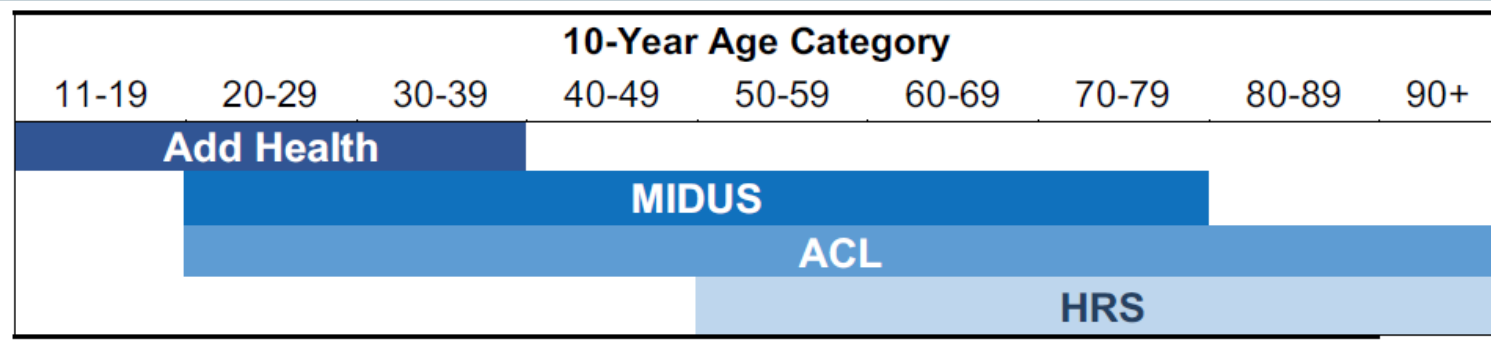 10-Year Age Category
11-19 20-29 30-39 40-49 50-59 60-69 70-79 80-89 90+
Add Health
MIDUS
ACL
HRS